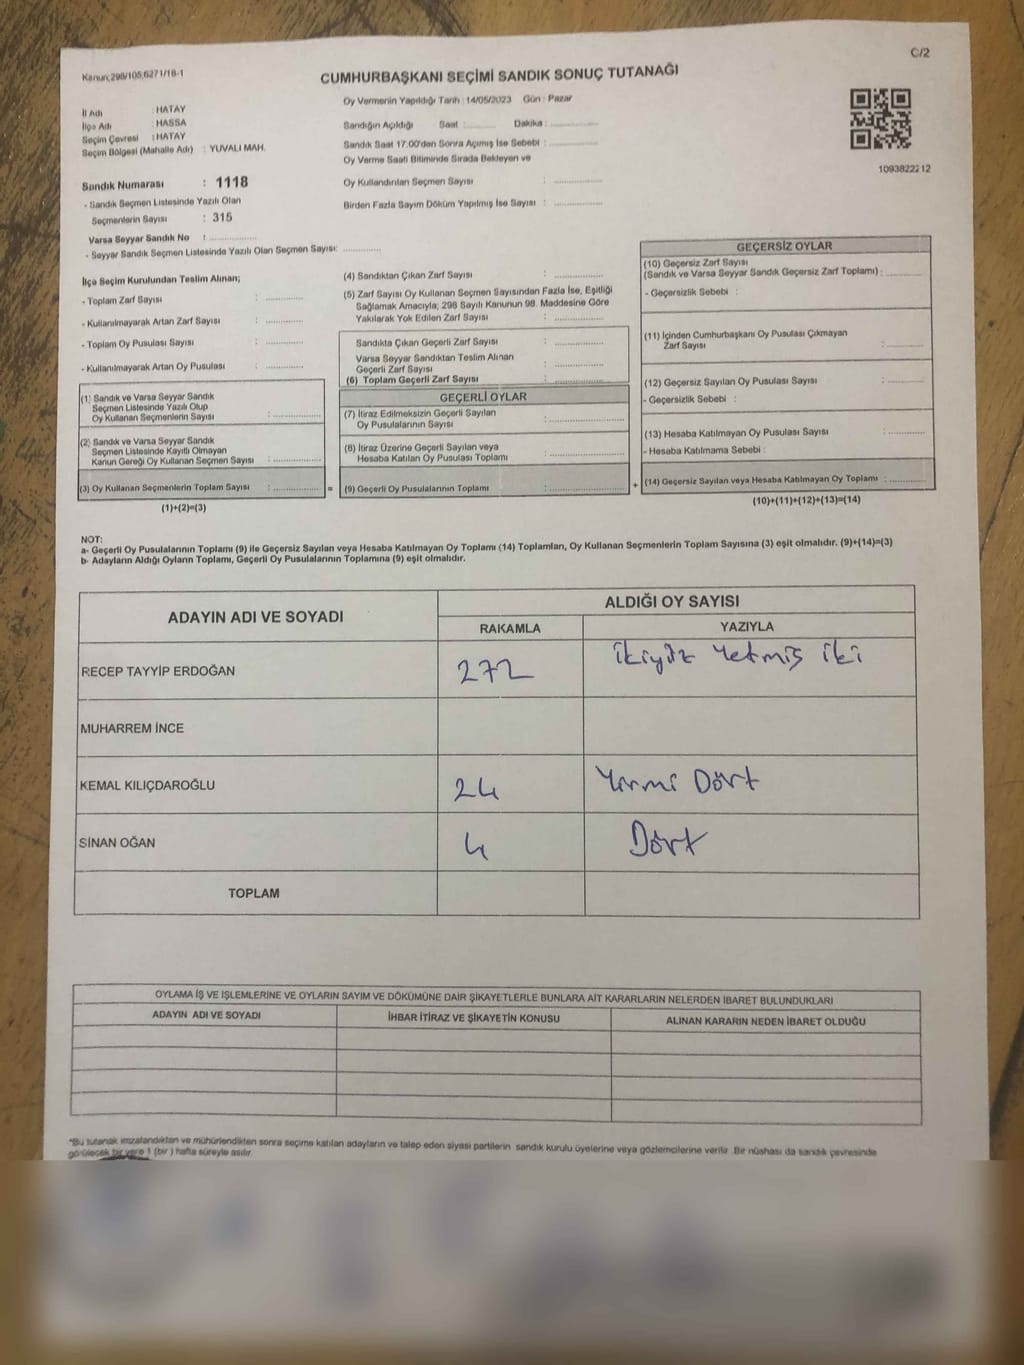 C/2
Kanun;298/105,6271/18-1
CUMHURBAŞKANI SEÇİMİ SANDIK SONUÇ TUTANAĞI
İl Adı : HATAY
İlçe Adı : HASSA
Seçim Çevresi : HATAY
Seçim Bölgesi (Mahalle Adı) : YUVALI MAH.
Sandık Numarası : 1118
- Sandık Seçmen Listesinde Yazılı Olan
Seçmenlerin Sayısı : 315
Varsa Seyyar Sandık No : ..............
- Seyyar Sandık Seçmen Listesinde Yazılı Olan Seçmen Sayısı: ..............
Oy Vermenin Yapıldığı Tarih : 14/05/2023 Gün : Pazar
Sandığın Açıldığı Saat :.......... Dakika :..............
Sandık Saat 17.00'den Sonra Açımış İse Sebebi : ..............
Oy Verme Saati Bitiminde Sırada Bekleyen ve
Oy Kullandırılan Seçmen Sayısı : ..............
Birden Fazla Sayım Döküm Yapılmış İse Sayısı : ..............
1093822212
İlçe Seçim Kurulundan Teslim Alınan;
- Toplam Zarf Sayısı : ..............
- Kullanılmayarak Artan Zarf Sayısı : ..............
- Toplam Oy Pusulası Sayısı : ..............
- Kullanılmayarak Artan Oy Pusulası : ..............
(1) Sandık ve Varsa Seyyar Sandık
Seçmen Listesinde Yazılı Olup
Oy Kullanan Seçmenlerin Sayısı : ..............
(2) Sandık ve Varsa Seyyar Sandık
Seçmen Listesinde Kayıtlı Olmayan
Kanun Gereği Oy Kullanan Seçmen Sayısı : ..............
(3) Oy Kullanan Seçmenlerin Toplam Sayısı : .............. =
(1)+(2)=(3)
(4) Sandıktan Çıkan Zarf Sayısı : ..............
(5) Zarf Sayısı Oy Kullanan Seçmen Sayısından Fazla İse, Eşitliği
Sağlamak Amacıyla; 298 Sayılı Kanunun 98. Maddesine Göre
Yakılarak Yok Edilen Zarf Sayısı : ..............
Sandıkta Çıkan Geçerli Zarf Sayısı : ..............
Varsa Seyyar Sandıktan Teslim Alınan
Geçerli Zarf Sayısı : ..............
(6) Toplam Geçerli Zarf Sayısı : ..............
GEÇERLİ OYLAR
(7) İtiraz Edilmeksizin Geçerli Sayılan
Oy Pusulalarının Sayısı : ..............
(8) İtiraz Üzerine Geçerli Sayılan veya
Hesaba Katılan Oy Pusulası Toplamı : ..............
(9) Geçerli Oy Pusulalarının Toplamı : .............. +
GEÇERSİZ OYLAR
(10) Geçersiz Zarf Sayısı
(Sandık ve Varsa Seyyar Sandık Geçersiz Zarf Toplamı) : ..............
- Geçersizlik Sebebi :
(11) İçinden Cumhurbaşkanı Oy Pusulası Çıkmayan
Zarf Sayısı : ..............
(12) Geçersiz Sayılan Oy Pusulası Sayısı : ..............
- Geçersizlik Sebebi :
(13) Hesaba Katılmayan Oy Pusulası Sayısı : ..............
- Hesaba Katılmama Sebebi :
(14) Geçersiz Sayılan veya Hesaba Katılmayan Oy Toplamı : ..............
(10)+(11)+(12)+(13)=(14)
NOT:
a- Geçerli Oy Pusulalarının Toplamı (9) ile Geçersiz Sayılan veya Hesaba Katılmayan Oy Toplamı (14) Toplamları, Oy Kullanan Seçmenlerin Toplam Sayısına (3) eşit olmalıdır. (9)+(14)=(3)
b- Adayların Aldığı Oyların Toplamı, Geçerli Oy Pusulalarının Toplamına (9) eşit olmalıdır.
ADAYIN ADI VE SOYADI ALDIĞI OY SAYISI
RAKAMLA YAZIYLA
RECEP TAYYİP ERDOĞAN 272 İkiyüz Yetmiş iki
MUHARREM İNCE
KEMAL KILIÇDAROĞLU 24 Yirmi Dört
SİNAN OĞAN 4 Dört
TOPLAM
OYLAMA İŞ VE İŞLEMLERİNE VE OYLARIN SAYIM VE DÖKÜMÜNE DAİR ŞİKAYETLERLE BUNLARA AİT KARARLARIN NELERDEN İBARET BULUNDUKLARI
ADAYIN ADI VE SOYADI İHBAR İTİRAZ VE ŞİKAYETİN KONUSU ALINAN KARARIN NEDEN İBARET OLDUĞU
*Bu tutanak imzalandıktan ve mühürlendikten sonra seçime katılan adayların ve talep eden siyasi partilerin sandık kurulu üyelerine veya gözlemcilerine verilir .Bir nüshası da sandık çevresinde
görülecek bir yere 1 (bir ) hafta süreyle asılır.